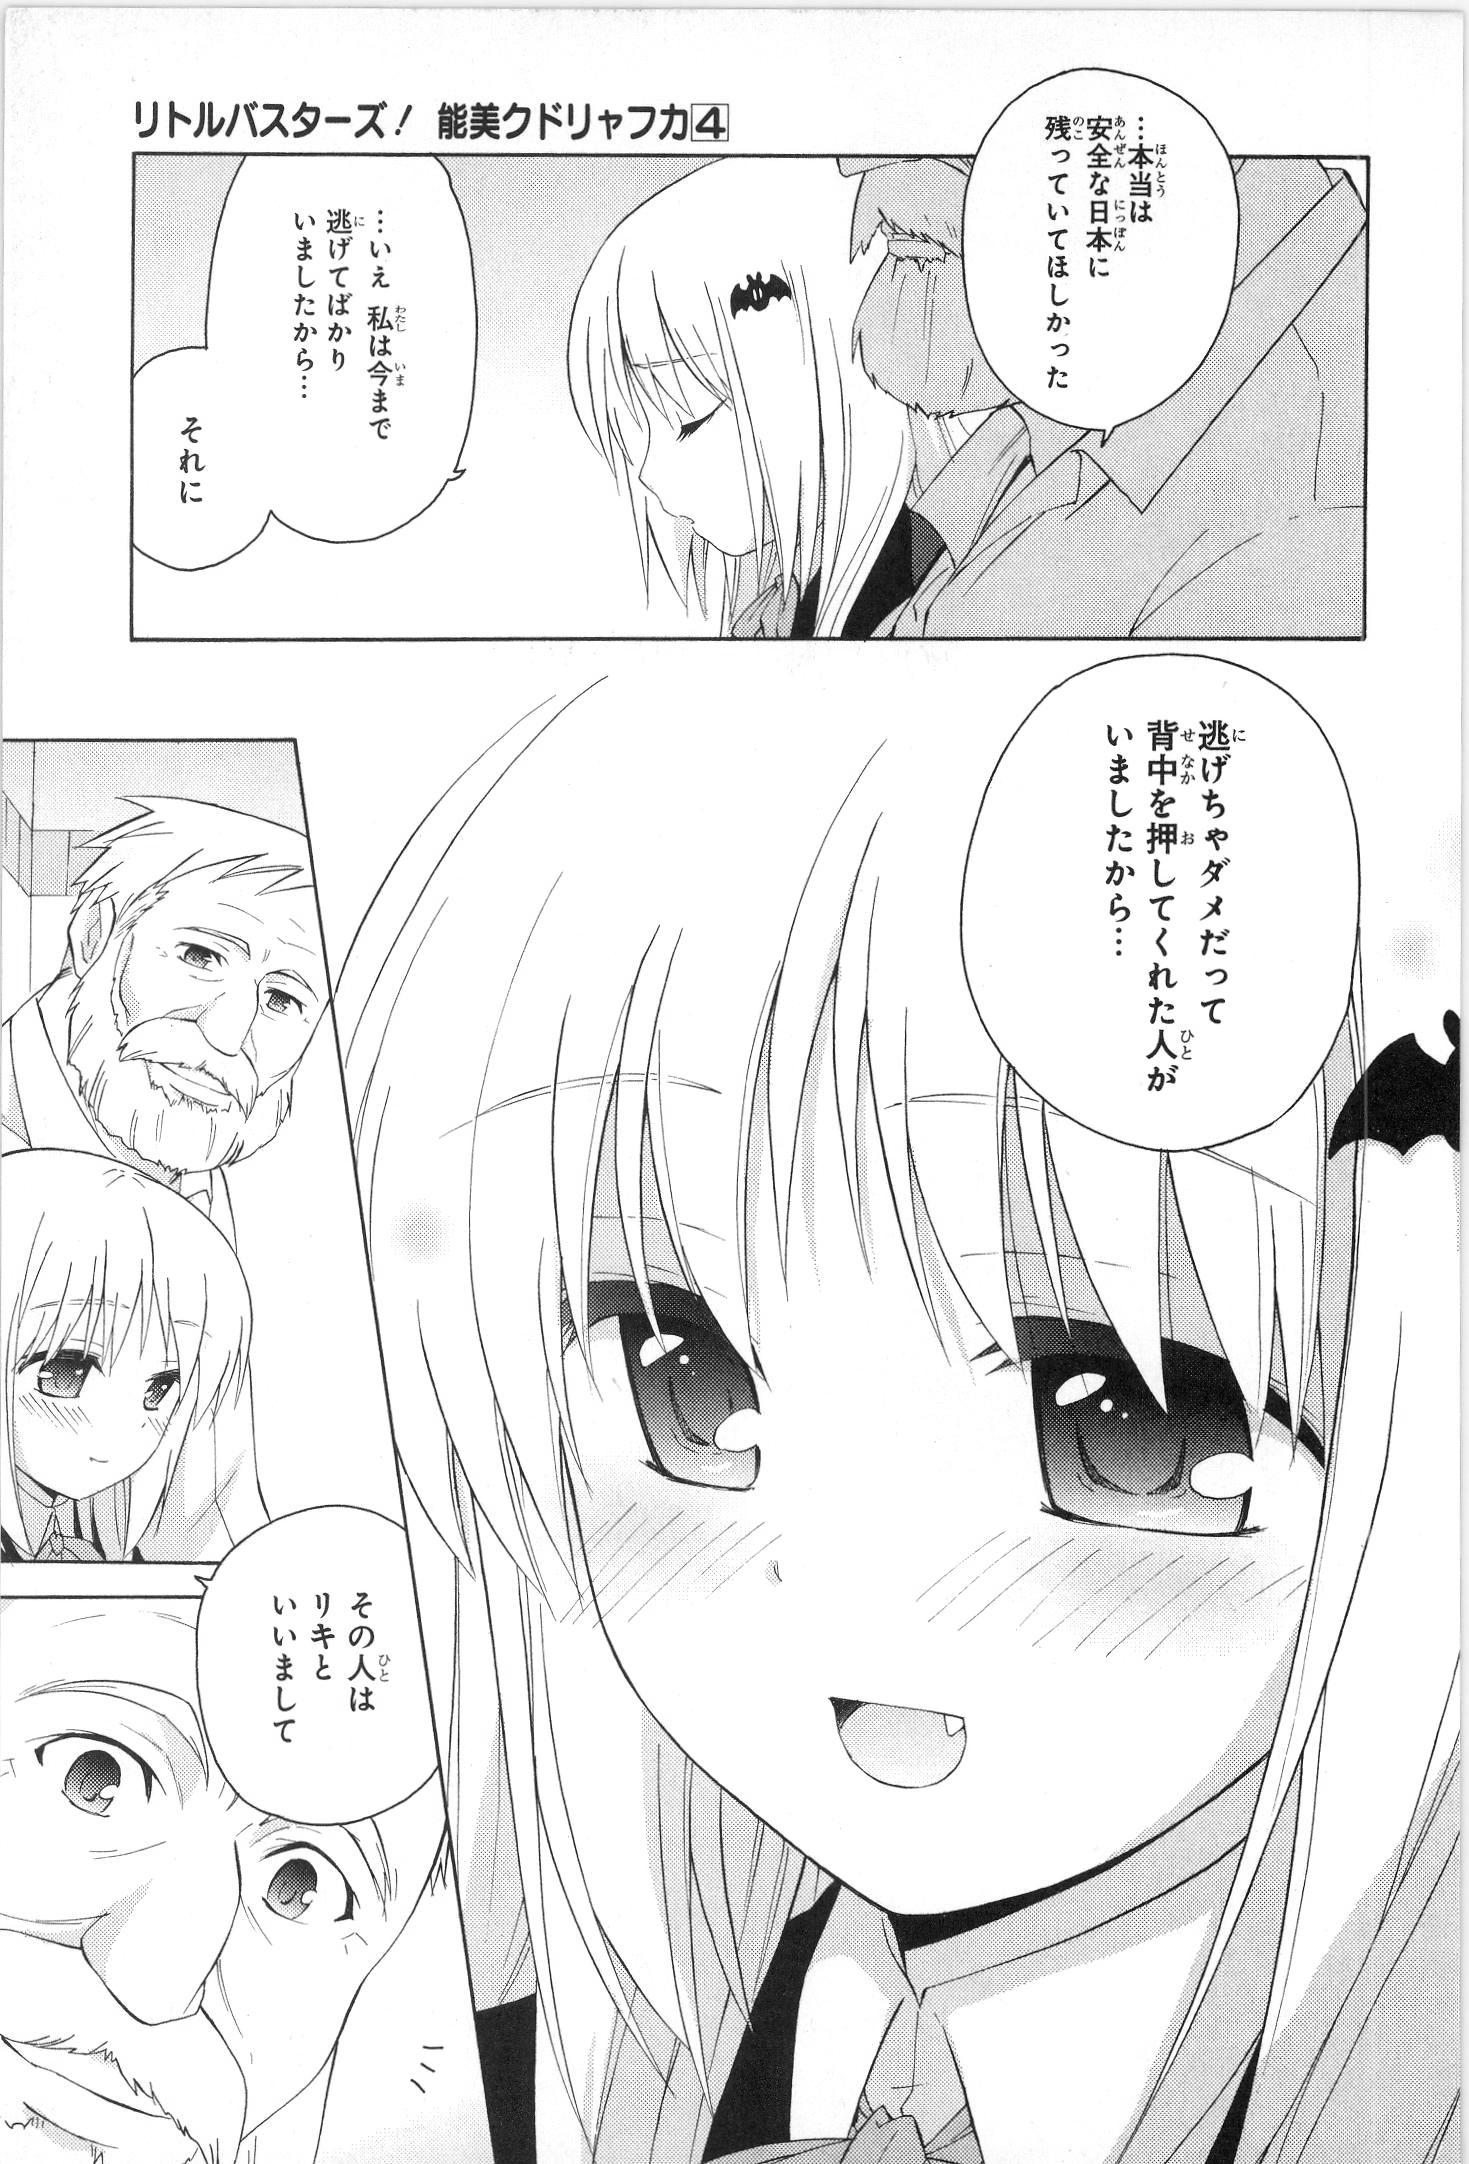 リトルバスターズ! 能美クドリャフカ4
…本当は
安全な日本に
残っていてほしかった
…いえ 私は今まで
逃げてばかり
いましたから…
それに
逃げちゃダメだって
背中を押してくれた人が
いましたから…
その人は
リキと
いいまして